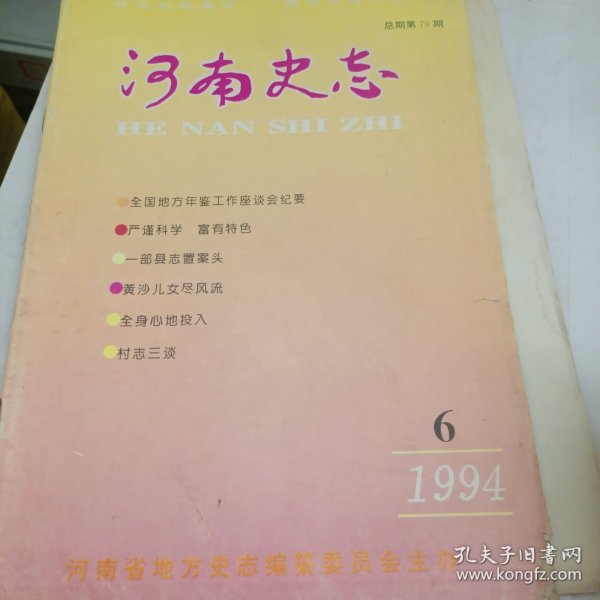 总期第79期
河南史志
HE NAN SHI ZHI
全国地方年鉴工作座谈会纪要
严谨科学 富有特色
一部县志置案头
黄沙儿女尽风流
全身心地投入
村志三谈
6
1994
河南省地方史志编纂委员会主办
孔夫子旧书网
www.kongfz.com